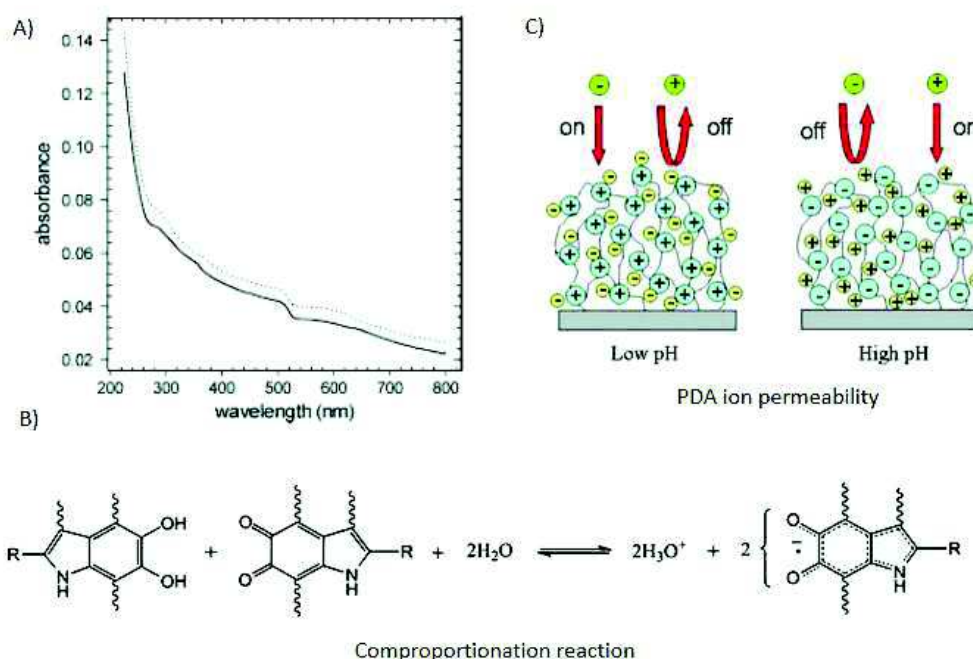 A)
0.14
0.12
0.10
0.08
0.06
0.04
0.02
absorbance
200 300 400 500 600 700 800
wavelength (nm)
C)
- + - +
on off off on
Low pH High pH
PDA ion permeability
B)
R N H OH OH + O O N H R + 2H2O ⇌ 2H3O+ + 2 { O O - • N H R
Comproportionation reaction